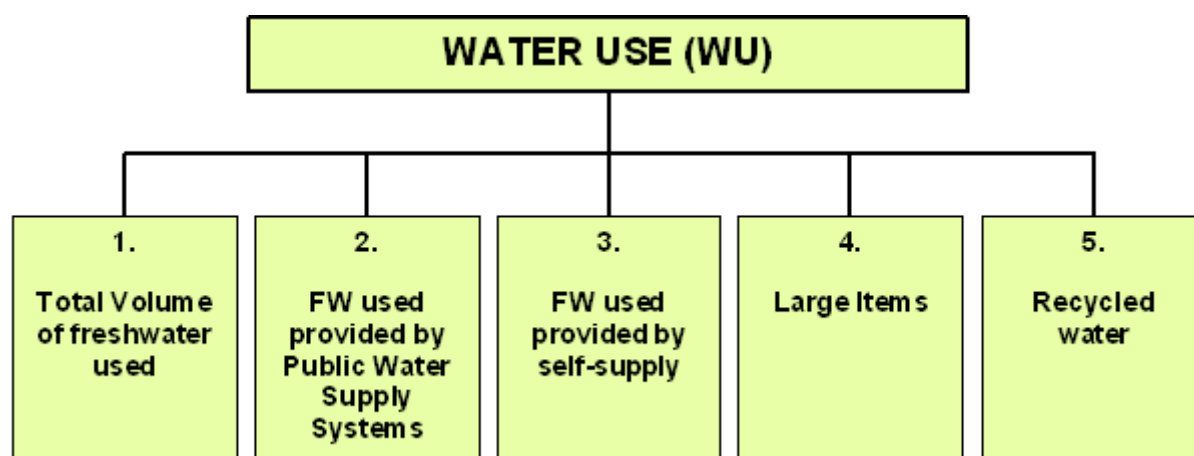 WATER USE (WU)
1.
Total Volume
of freshwater
used
2.
FW used
provided by
Public Water
Supply
Systems
3.
FW used
provided by
self-supply
4.
Large Items
5.
Recycled
water